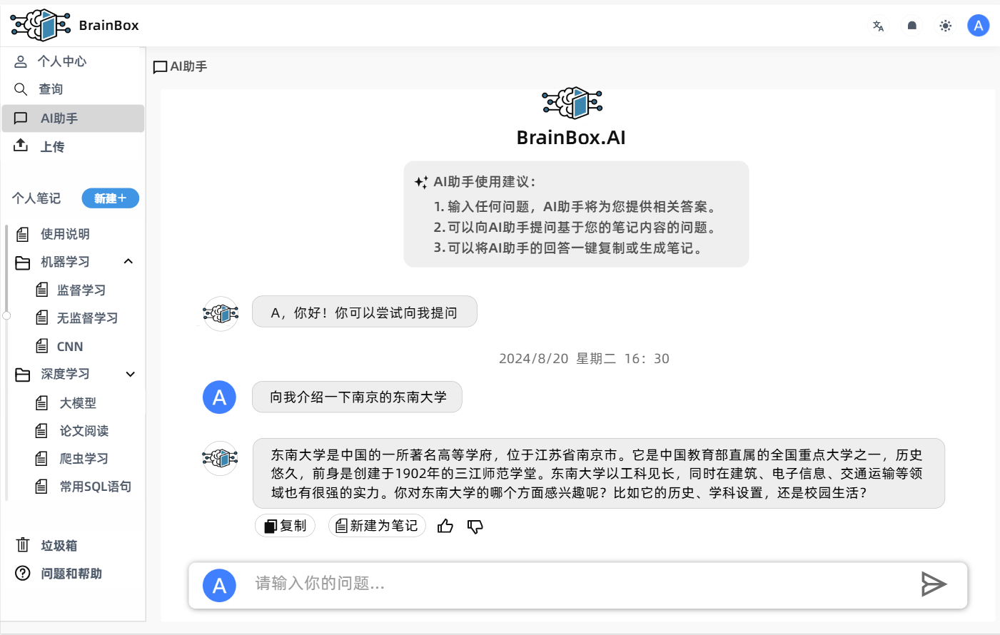 BrainBox
A
个人中心
查询
AI助手
上传
个人笔记
新建+
使用说明
机器学习
监督学习
无监督学习
CNN
深度学习
大模型
论文阅读
爬虫学习
常用SQL语句
垃圾箱
问题和帮助
AI助手
BrainBox.AI
AI助手使用建议：
1. 输入任何问题，AI助手将为您提供相关答案。
2.可以向AI助手提问基于您的笔记内容的问题。
3.可以将AI助手的回答一键复制或生成笔记。
A，你好！你可以尝试向我提问
2024/8/20 星期二 16：30
A
向我介绍一下南京的东南大学
东南大学是中国的一所著名高等学府，位于江苏省南京市。它是中国教育部直属的全国重点大学之一，历史
悠久，前身是创建于1902年的三江师范学堂。东南大学以工科见长，同时在建筑、电子信息、交通运输等领
域也有很强的实力。你对东南大学的哪个方面感兴趣呢？比如它的历史、学科设置，还是校园生活？
复制
新建为笔记
A
请输入你的问题...